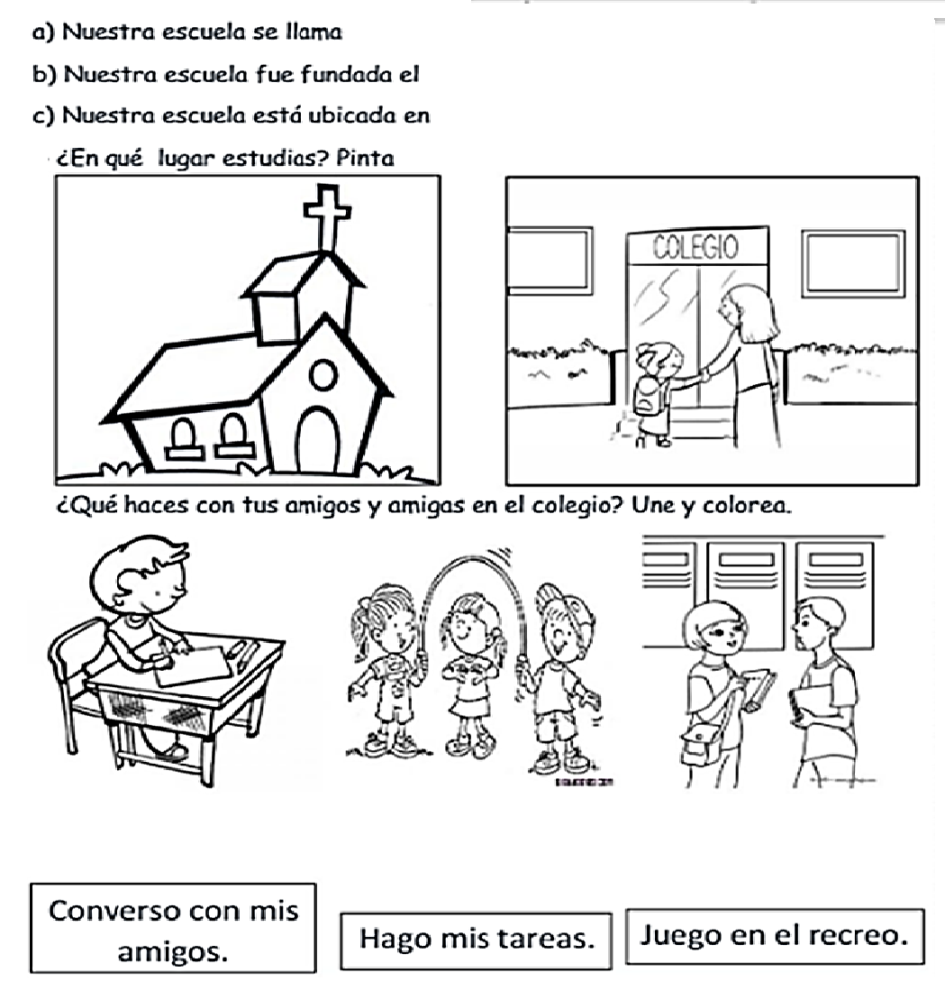 a) Nuestra escuela se llama
b) Nuestra escuela fue fundada el
c) Nuestra escuela está ubicada en
¿En qué lugar estudias? Pinta
COLEGIO
¿Qué haces con tus amigos y amigas en el colegio? Une y colorea.
Converso con mis
amigos.
Hago mis tareas.
Juego en el recreo.